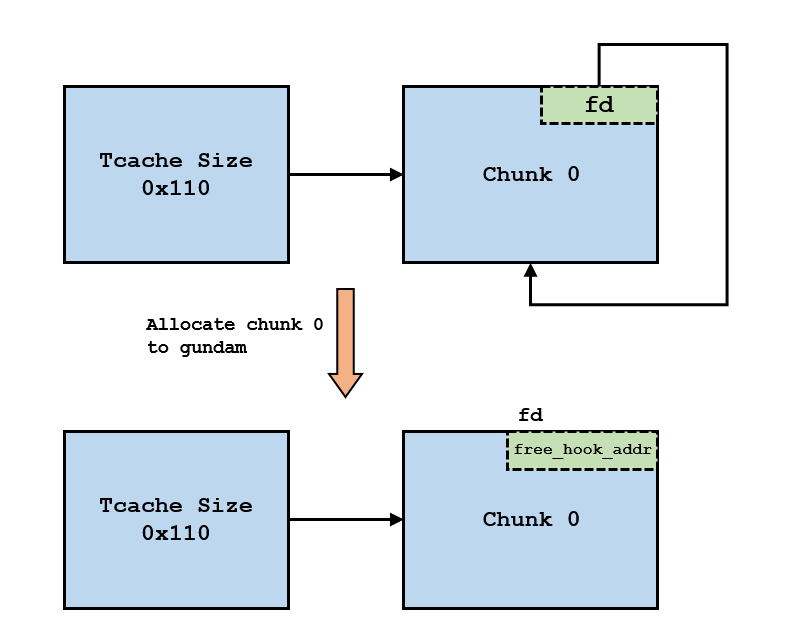 fd
Tcache Size
0x110
Chunk 0
Allocate chunk 0
to gundam
fd
free_hook_addr
Tcache Size
0x110
Chunk 0